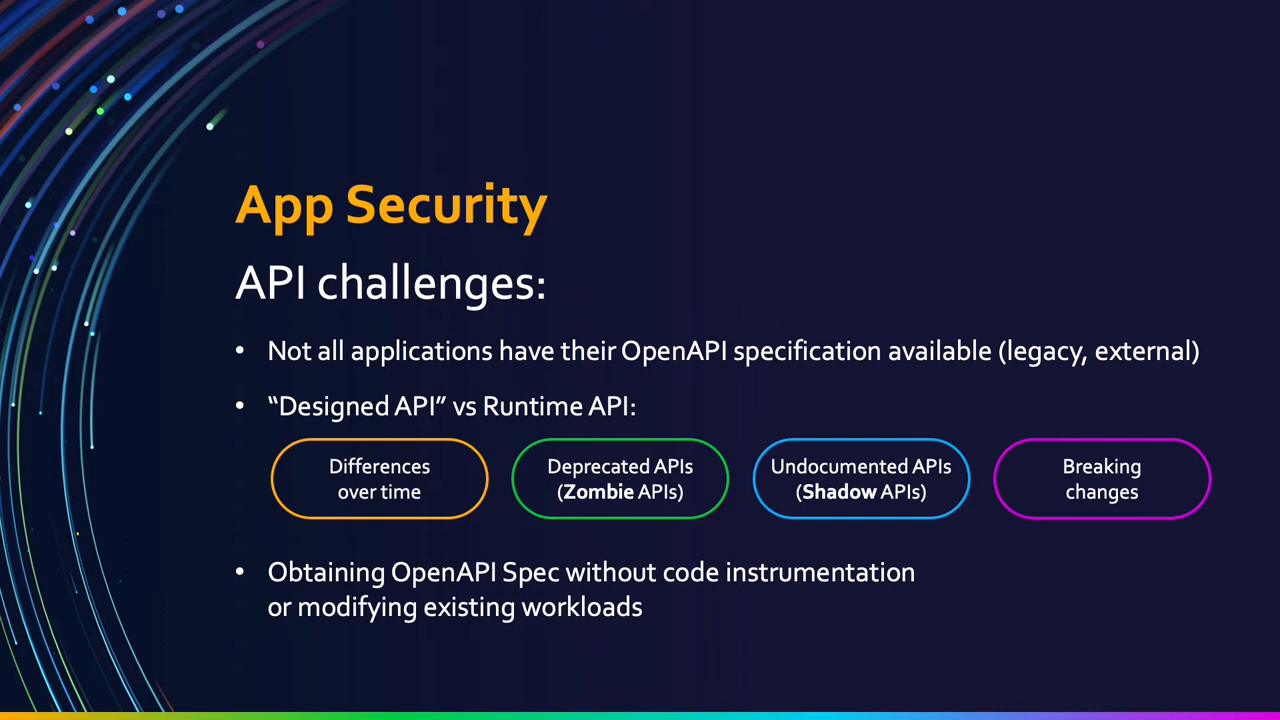 App Security
API challenges:
• Not all applications have their OpenAPI specification available (legacy, external)
• “Designed API” vs Runtime API:
Differences
over time
Deprecated APIs
(Zombie APIs)
Undocumented APIs
(Shadow APIs)
Breaking
changes
• Obtaining OpenAPI Spec without code instrumentation
or modifying existing workloads